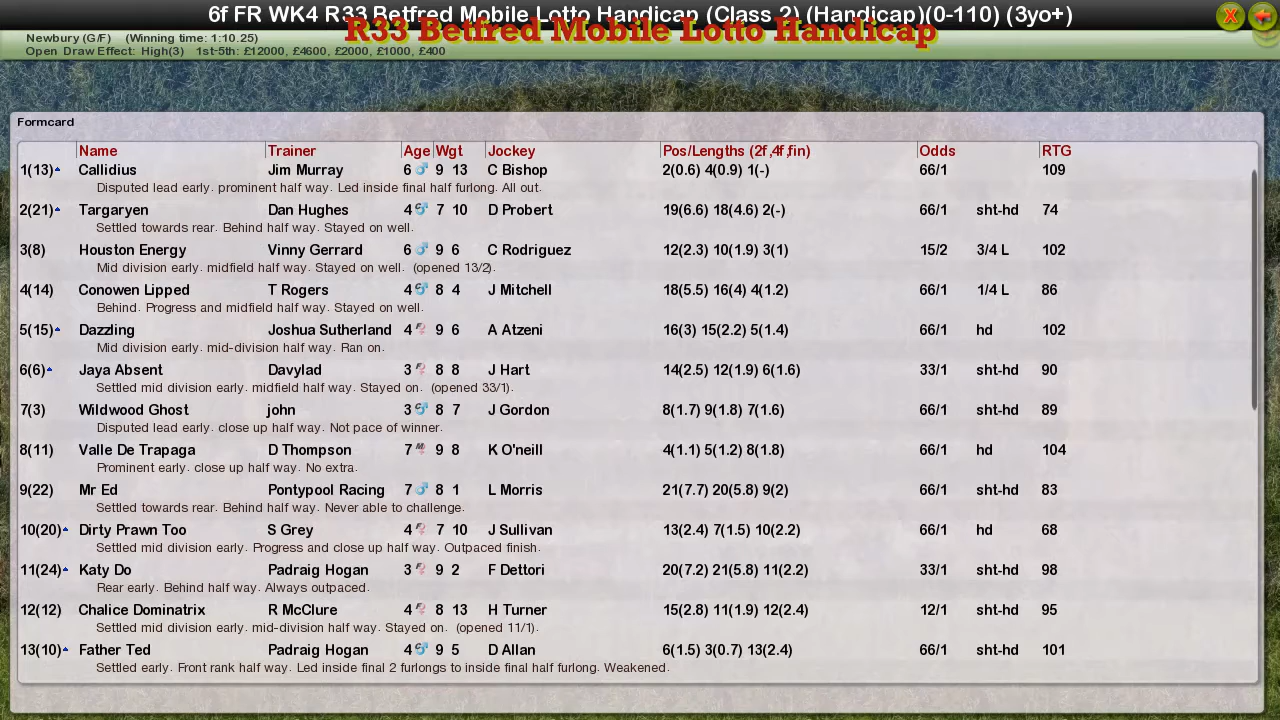 6f FR WK4 R33 Betfred Mobile Lotto Handicap (Class 2) (Handicap)(0-110) (3yo+)
R33 Betfred Mobile Lotto Handicap
Newbury (G/F) (Winning time: 1:10.25)
Open Draw Effect: High(3) 1st-5th: £12000, £4600, £2000, £1000, £400
Formcard
Name Trainer Age Wgt Jockey Pos/Lengths (2f,4f,fin) Odds RTG
1(13) Callidius Jim Murray 6 9 13 C Bishop 2(0.6) 4(0.9) 1(-) 66/1 109
Disputed lead early. prominent half way. Led inside final half furlong. All out.
2(21) Targaryen Dan Hughes 4 7 10 D Probert 19(6.6) 18(4.6) 2(-) 66/1 sht-hd 74
Settled towards rear. Behind half way. Stayed on well.
3(8) Houston Energy Vinny Gerrard 6 9 6 C Rodriguez 12(2.3) 10(1.9) 3(1) 15/2 3/4 L 102
Mid division early. midfield half way. Stayed on well. (opened 13/2).
4(14) Conowen Lipped T Rogers 4 8 4 J Mitchell 18(5.5) 16(4) 4(1.2) 66/1 1/4 L 86
Behind. Progress and midfield half way. Stayed on well.
5(15) Dazzling Joshua Sutherland 4 9 6 A Atzeni 16(3) 15(2.2) 5(1.4) 66/1 hd 102
Mid division early. mid-division half way. Ran on.
6(6) Jaya Absent Davylad 3 8 8 J Hart 14(2.5) 12(1.9) 6(1.6) 33/1 sht-hd 90
Settled mid division early. midfield half way. Stayed on. (opened 33/1).
7(3) Wildwood Ghost john 3 8 7 J Gordon 8(1.7) 9(1.8) 7(1.6) 66/1 sht-hd 89
Disputed lead early. close up half way. Not pace of winner.
8(11) Valle De Trapaga D Thompson 7 9 8 K O'neill 4(1.1) 5(1.2) 8(1.8) 66/1 hd 104
Prominent early. close up half way. No extra.
9(22) Mr Ed Pontypool Racing 7 8 1 L Morris 21(7.7) 20(5.8) 9(2) 66/1 sht-hd 83
Settled towards rear. Behind half way. Never able to challenge.
10(20) Dirty Prawn Too S Grey 4 7 10 J Sullivan 13(2.4) 7(1.5) 10(2.2) 66/1 hd 68
Settled mid division early. Progress and close up half way. Outpaced finish.
11(24) Katy Do Padraig Hogan 3 9 2 F Dettori 20(7.2) 21(5.8) 11(2.2) 33/1 sht-hd 98
Rear early. Behind half way. Always outpaced.
12(12) Chalice Dominatrix R McClure 4 8 13 H Turner 15(2.8) 11(1.9) 12(2.4) 12/1 sht-hd 95
Settled mid division early. mid-division half way. Stayed on. (opened 11/1).
13(10) Father Ted Padraig Hogan 4 9 5 D Allan 6(1.5) 3(0.7) 13(2.4) 66/1 sht-hd 101
Settled early. Front rank half way. Led inside final 2 furlongs to inside final half furlong. Weakened.